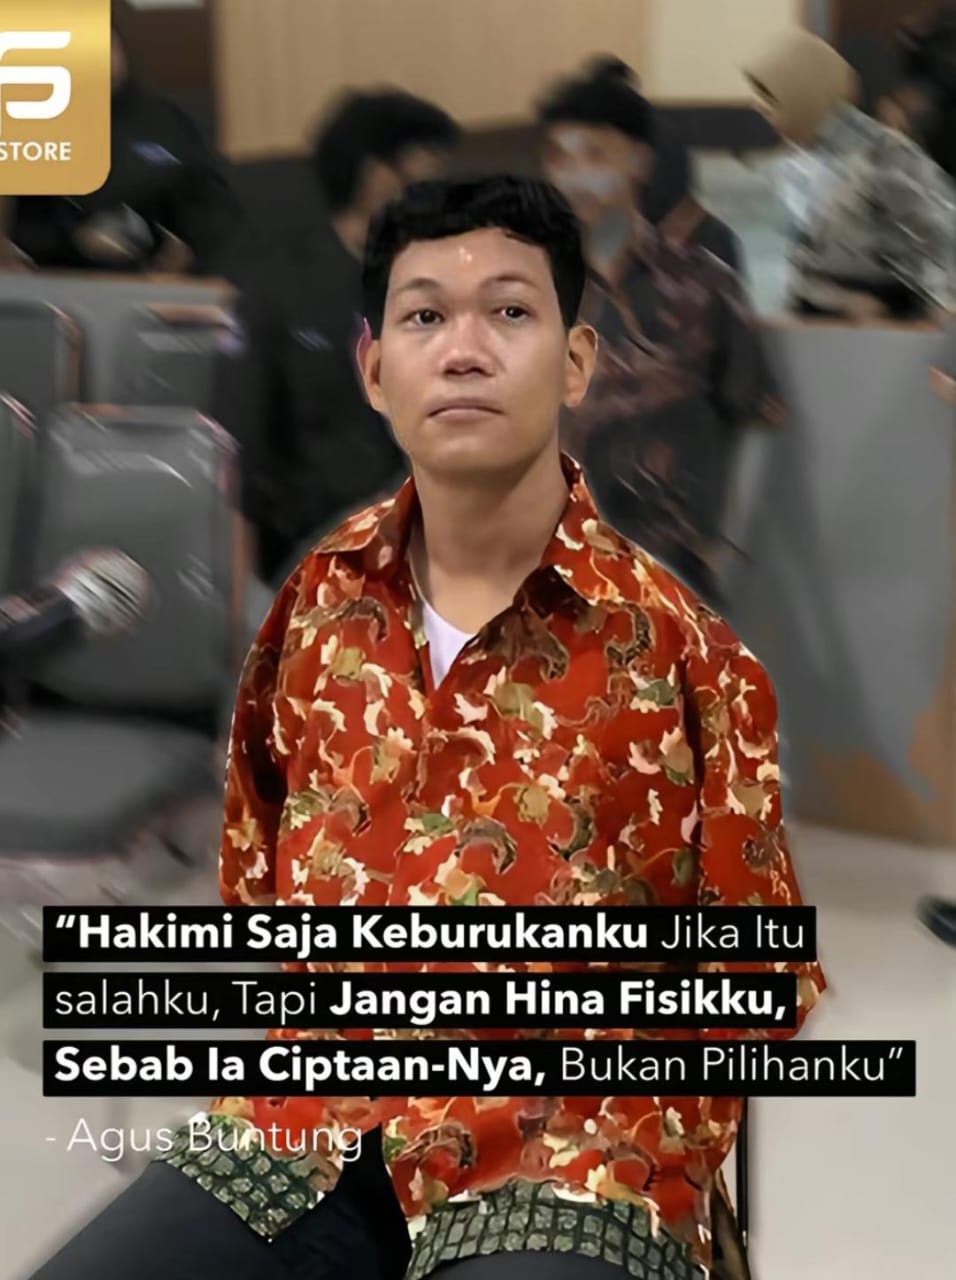 STORE
“Hakimi Saja Keburukanku Jika Itu
salahku, Tapi Jangan Hina Fisikku,
Sebab Ia Ciptaan-Nya, Bukan Pilihanku”
- Agus Buntung